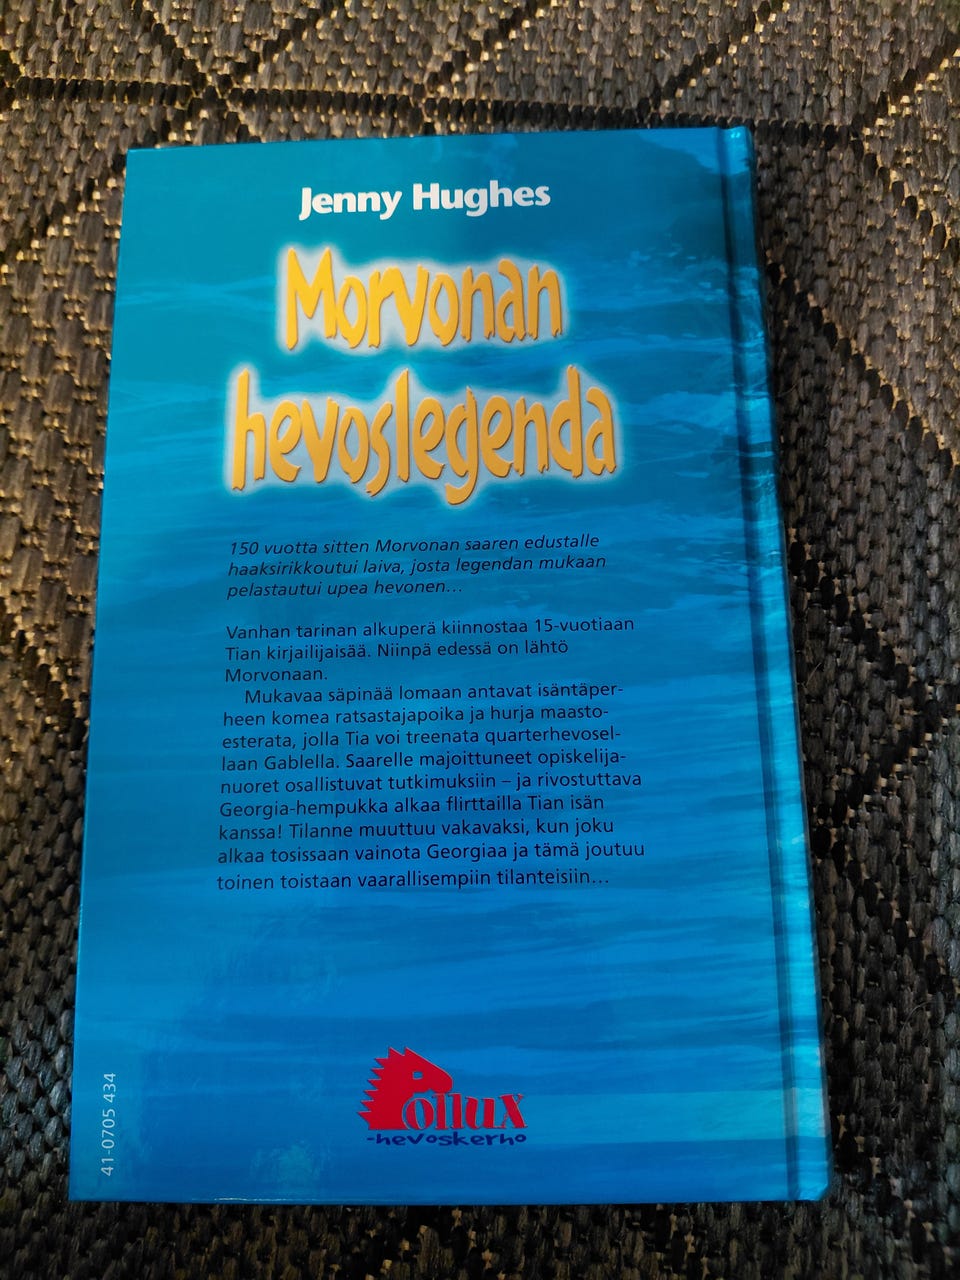 Jenny Hughes
Morvonan
hevoslegenda
150 vuotta sitten Morvonan saaren edustalle
haaksirikkoutui laiva, josta legendan mukaan
pelastautui upea hevonen...
Vanhan tarinan alkuperä kiinnostaa 15-vuotiaan
Tian kirjailijaisää. Niinpä edessä on lähtö
Morvonaan.
Mukavaa säpinää lomaan antavat isäntäper-
heen komea ratsastajapoika ja hurja maasto-
esterata, jolla Tia voi treenata quarterhevosel-
laan Gablella. Saarelle majoittuneet opiskelija-
nuoret osallistuvat tutkimuksiin – ja rivostuttava
Georgia-hempukka alkaa flirttailla Tian isän
kanssa! Tilanne muuttuu vakavaksi, kun joku
alkaa tosissaan vainota Georgiaa ja tämä joutuu
toinen toistaan vaarallisempiin tilanteisiin...
Pollux
-hevoskerho
41-0705 434